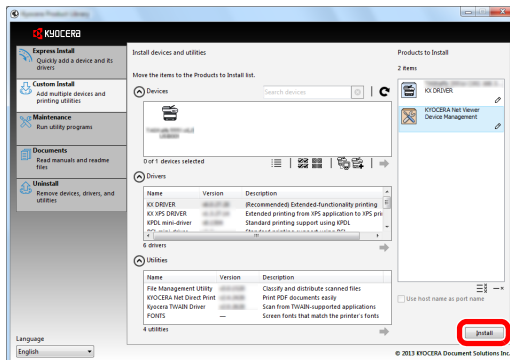 KYOCERA
Express Install
Quickly add a device and its
drivers
Custom Install
Add multiple devices and
printing utilities
Maintenance
Run utility programs
Documents
Read manuals and readme
files
Uninstall
Remove devices, drivers, and
utilities
Language
English
Install devices and utilities
Move the items to the Products to Install list.
Devices
Search devices
0 of 1 devices selected
Drivers
Name Version Description
KX DRIVER (Recommended) Extended-functionality printing
KX XPS DRIVER Extended printing from XPS application to XPS pri
KPDL mini-driver Standard printing support using KPDL
6 drivers
Utilities
Name Version Description
File Management Utility Classify and distribute scanned files
KYOCERA Net Direct Print Print PDF documents easily
Kyocera TWAIN Driver Scan from TWAIN-supported applications
FONTS — Screen fonts that match the printer's fonts
4 utilities
Products to Install
2 items
KX DRIVER
KYOCERA Net Viewer
Device Management
Use host name as port name
Install
© 2013 KYOCERA Document Solutions Inc.